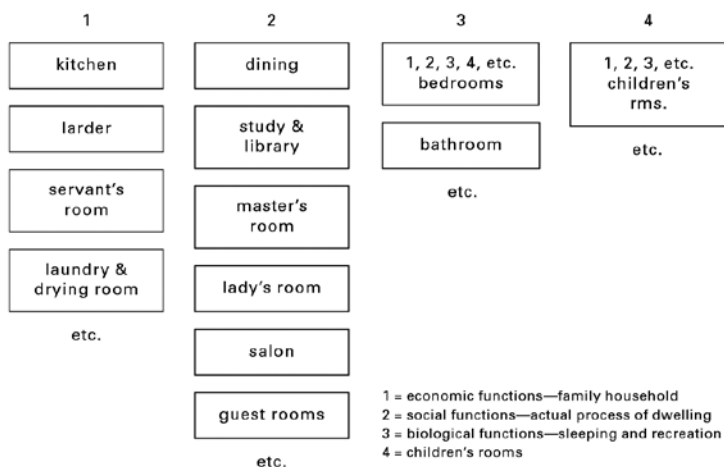 1
kitchen
larder
servant's
room
laundry &
drying room
etc.
2
dining
study &
library
master's
room
lady's room
salon
guest rooms
etc.
3
1, 2, 3, 4, etc.
bedrooms
bathroom
etc.
4
1, 2, 3, etc.
children's
rms.
etc.
1 = economic functions—family household
2 = social functions—actual process of dwelling
3 = biological functions—sleeping and recreation
4 = children's rooms